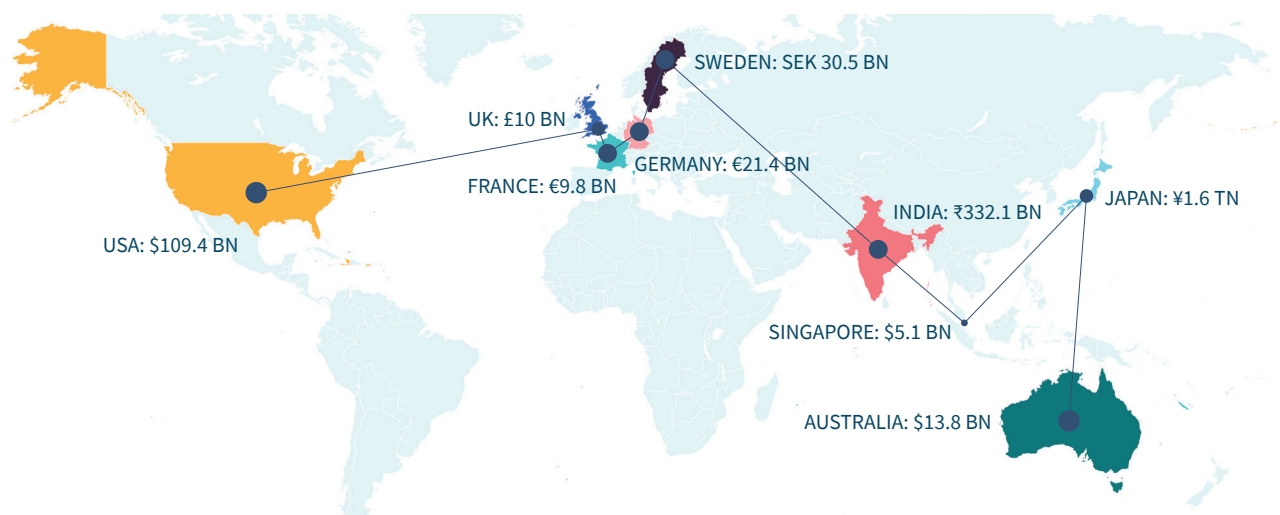 SWEDEN: SEK 30.5 BN
UK: £10 BN
GERMANY: €21.4 BN
FRANCE: €9.8 BN
JAPAN: ¥1.6 TN
INDIA: ₹332.1 BN
USA: $109.4 BN
SINGAPORE: $5.1 BN
AUSTRALIA: $13.8 BN